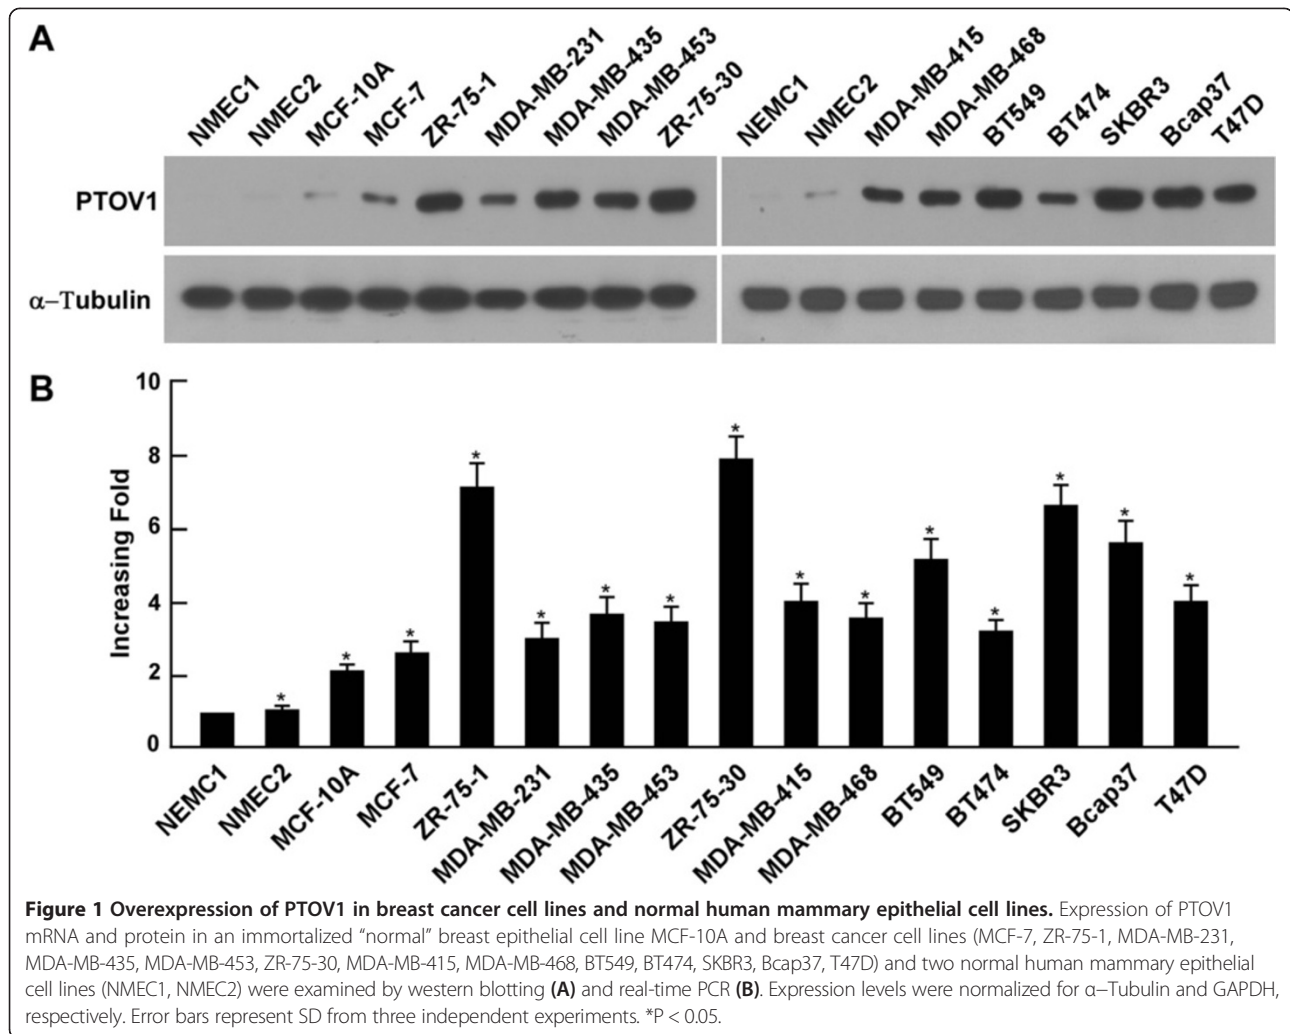 A
NMEC1 NMEC2 MCF-10A MCF-7 ZR-75-1 MDA-MB-231 MDA-MB-435 MDA-MB-453 ZR-75-30 NEMC1 NMEC2 MDA-MB-415 MDA-MB-468 BT549 BT474 SKBR3 Bcap37 T47D
PTOV1
α–Tubulin
B
Increasing Fold
10
8
6
4
2
0
* * * * * * * * * * * * * * *
NEMC1 NMEC2 MCF-10A MCF-7 ZR-75-1 MDA-MB-231 MDA-MB-435 MDA-MB-453 ZR-75-30 MDA-MB-415 MDA-MB-468 BT549 BT474 SKBR3 Bcap37 T47D
Figure 1 Overexpression of PTOV1 in breast cancer cell lines and normal human mammary epithelial cell lines. Expression of PTOV1
mRNA and protein in an immortalized “normal” breast epithelial cell line MCF-10A and breast cancer cell lines (MCF-7, ZR-75-1, MDA-MB-231,
MDA-MB-435, MDA-MB-453, ZR-75-30, MDA-MB-415, MDA-MB-468, BT549, BT474, SKBR3, Bcap37, T47D) and two normal human mammary epithelial
cell lines (NMEC1, NMEC2) were examined by western blotting (A) and real-time PCR (B). Expression levels were normalized for α–Tubulin and GAPDH,
respectively. Error bars represent SD from three independent experiments. *P < 0.05.